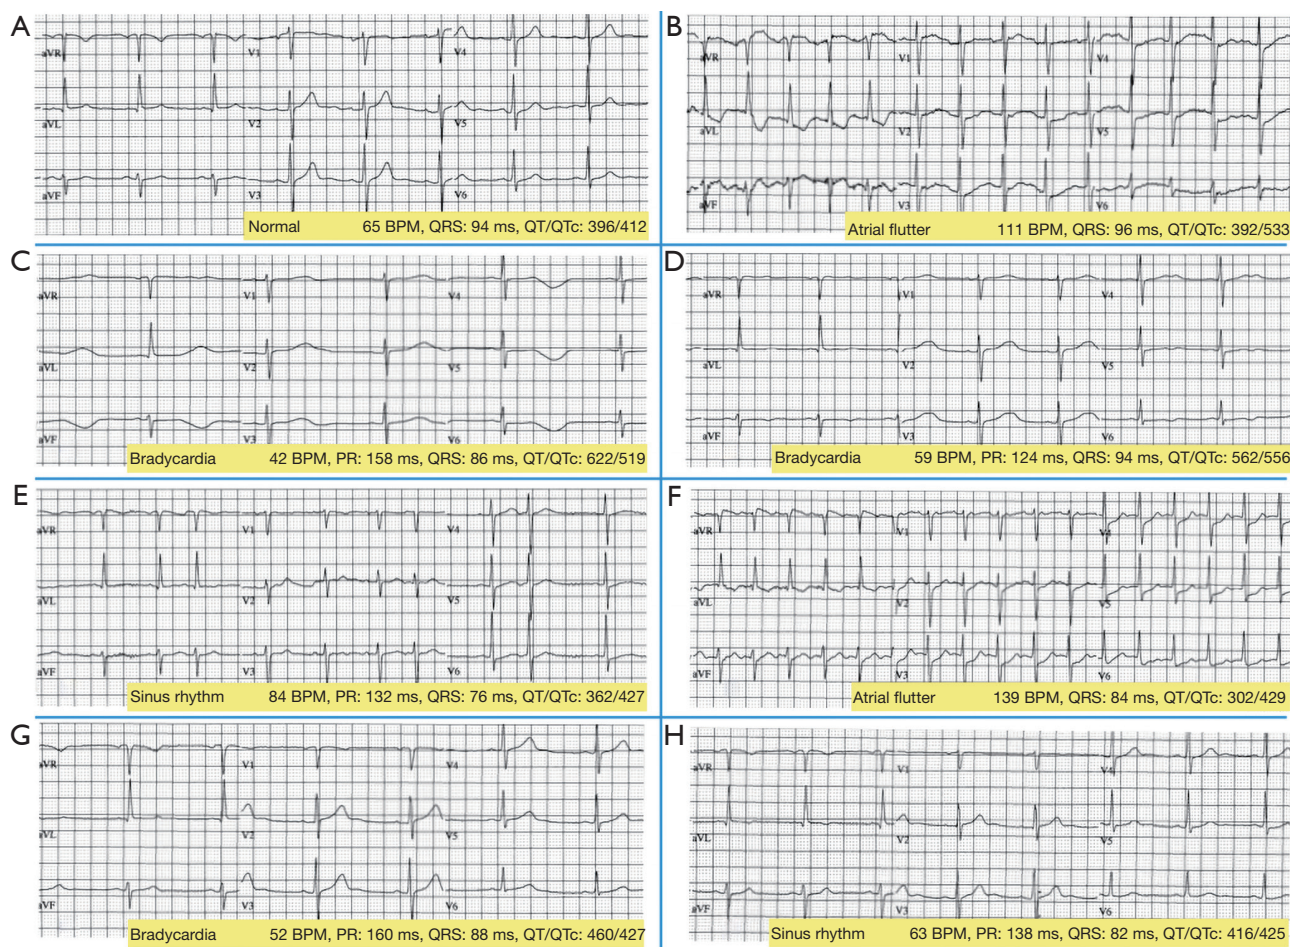 A
aVR V1 V4
aVL V2 V5
aVF V3 V6
Normal 65 BPM, QRS: 94 ms, QT/QTc: 396/412
B
aVR V1 V4
aVL V2 V5
aVF V3 V6
Atrial flutter 111 BPM, QRS: 96 ms, QT/QTc: 392/533
C
aVR V1 V4
aVL V2 V5
aVF V3 V6
Bradycardia 42 BPM, PR: 158 ms, QRS: 86 ms, QT/QTc: 622/519
D
aVR V1 V4
aVL V2 V5
aVF V3 V6
Bradycardia 59 BPM, PR: 124 ms, QRS: 94 ms, QT/QTc: 562/556
E
aVR V1 V4
aVL V2 V5
aVF V3 V6
Sinus rhythm 84 BPM, PR: 132 ms, QRS: 76 ms, QT/QTc: 362/427
F
aVR V1 V4
aVL V2 V5
aVF V3 V6
Atrial flutter 139 BPM, QRS: 84 ms, QT/QTc: 302/429
G
aVR V1 V4
aVL V2 V5
aVF V3 V6
Bradycardia 52 BPM, PR: 160 ms, QRS: 88 ms, QT/QTc: 460/427
H
aVR V1 V4
aVL V2 V5
aVF V3 V6
Sinus rhythm 63 BPM, PR: 138 ms, QRS: 82 ms, QT/QTc: 416/425